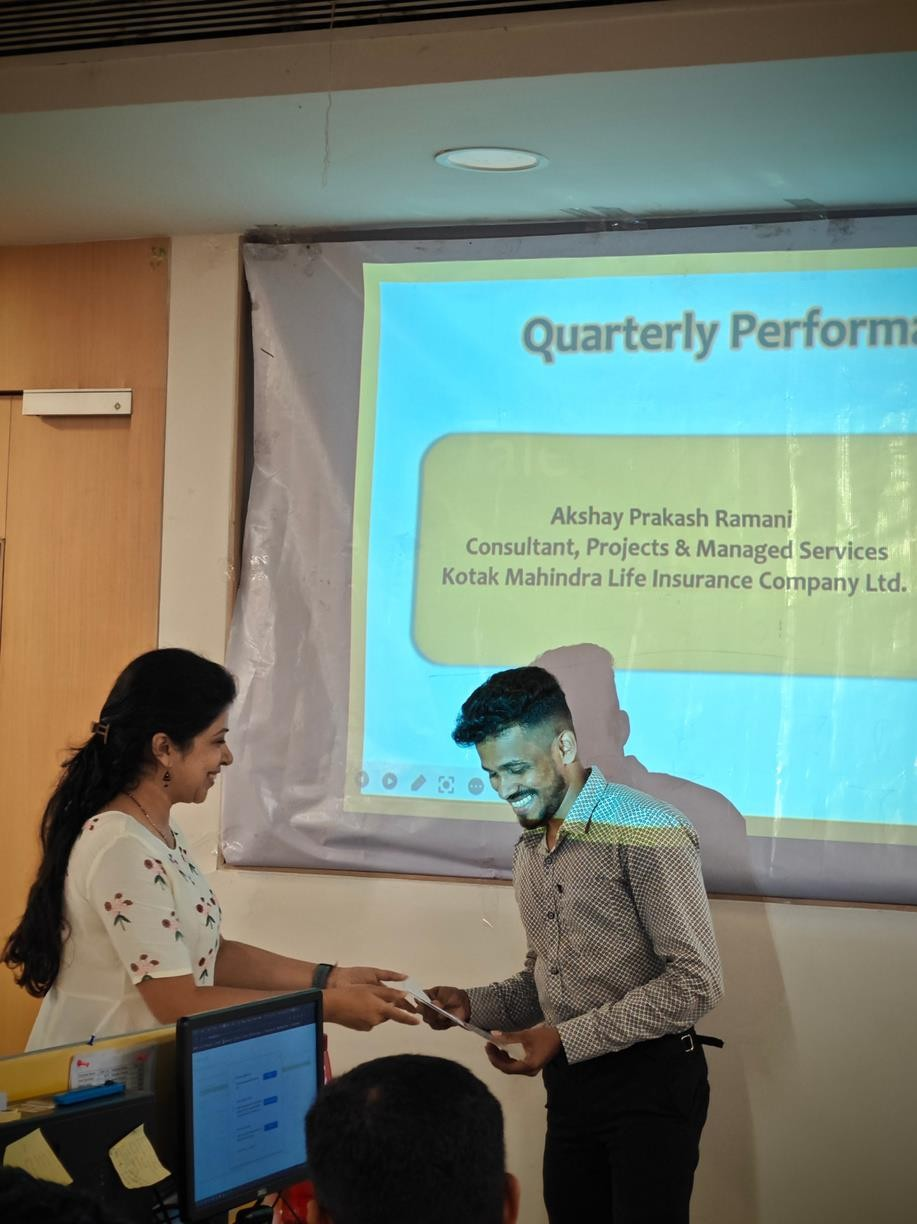 Quarterly Performa
Akshay Prakash Ramani
Consultant, Projects & Managed Services
Kotak Mahindra Life Insurance Company Ltd.